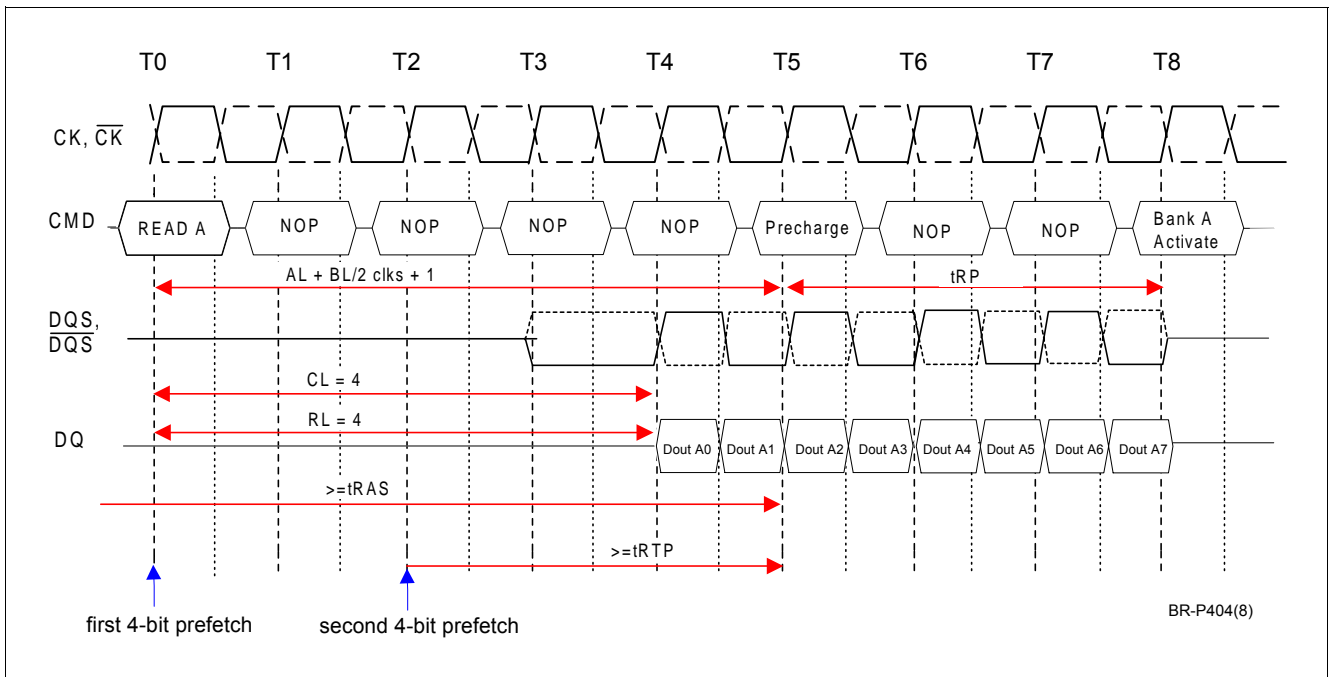 T0 T1 T2 T3 T4 T5 T6 T7 T8
CK, CK
CMD READ A NOP NOP NOP NOP Precharge NOP NOP Bank A
Activate
AL + BL/2 clks + 1 tRP
DQS,
DQS
CL = 4
RL = 4
DQ Dout A0 Dout A1 Dout A2 Dout A3 Dout A4 Dout A5 Dout A6 Dout A7
>=tRAS
>=tRTP
first 4-bit prefetch second 4-bit prefetch
BR-P404(8)